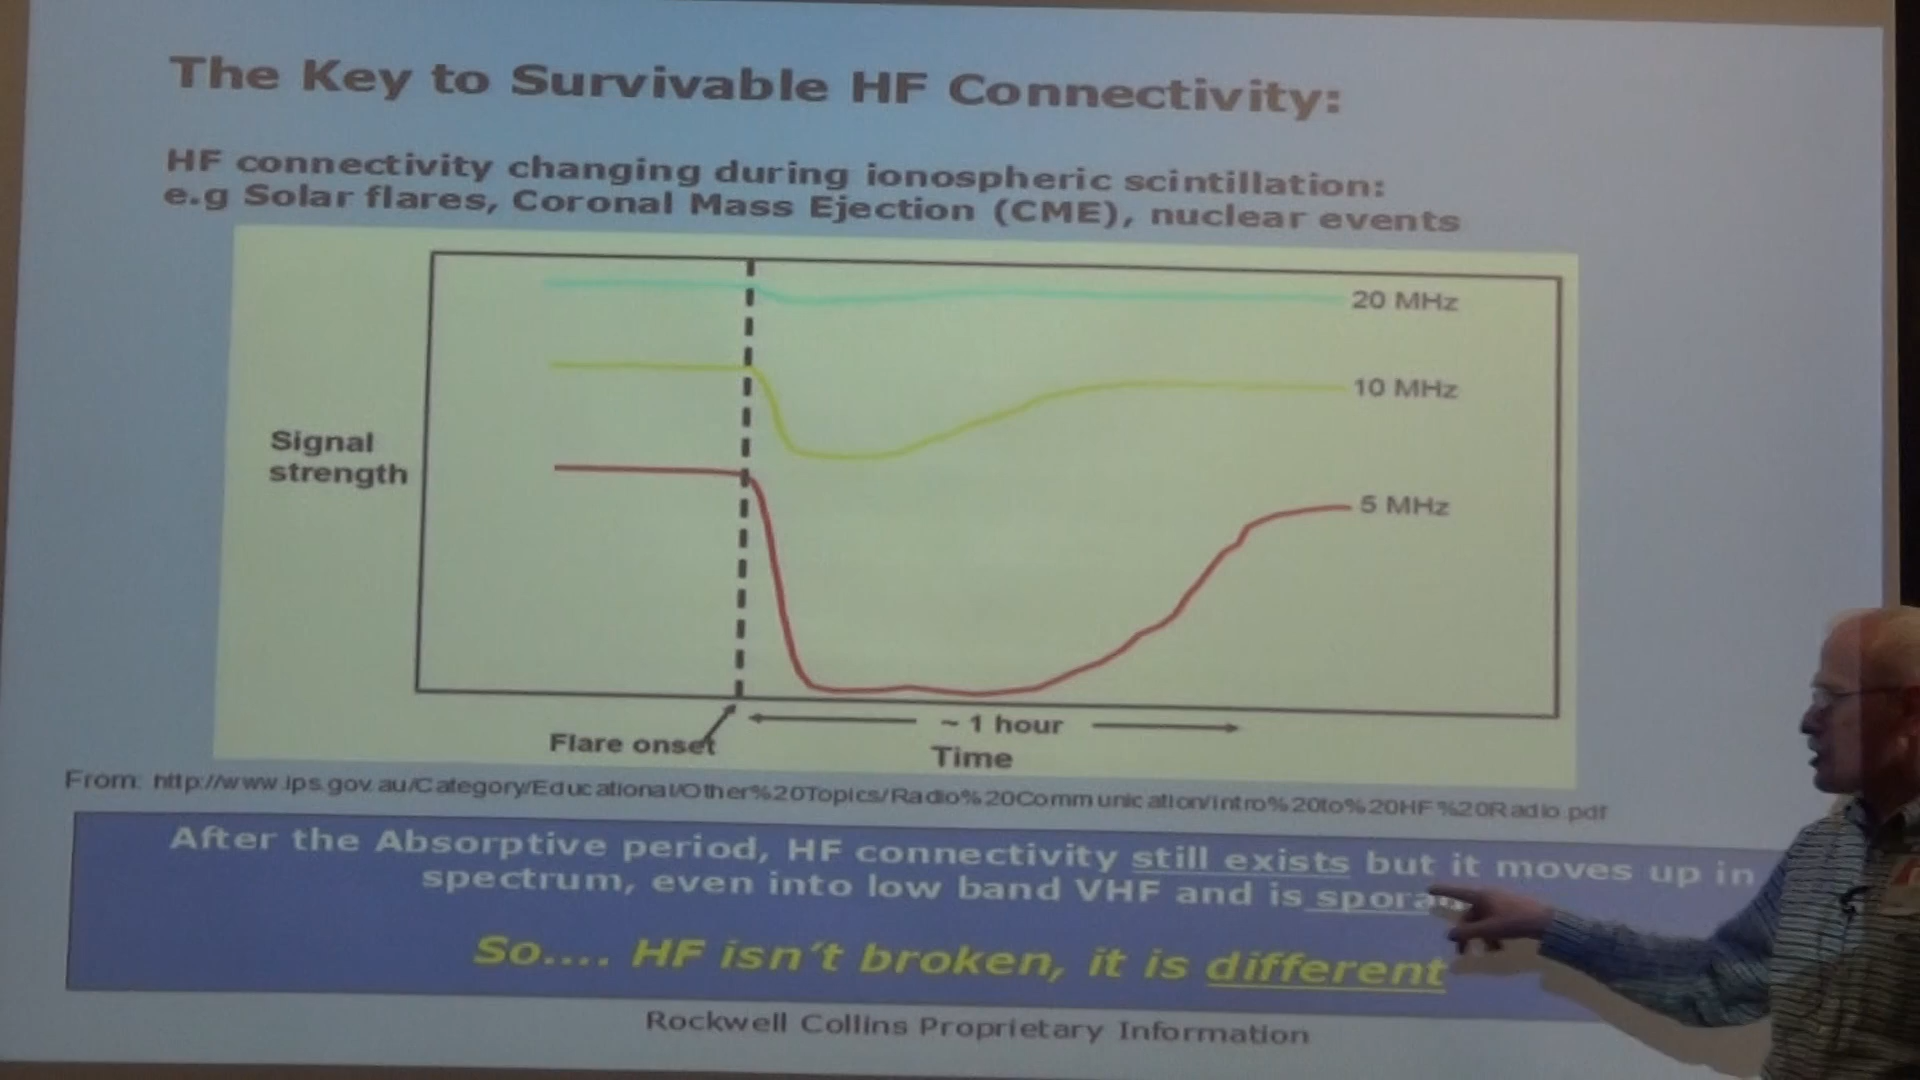 The Key to Survivable HF Connectivity:
HF connectivity changing during ionospheric scintillation:
e.g Solar flares, Coronal Mass Ejection (CME), nuclear events
20 MHz
10 MHz
Signal
strength
5 MHz
~ 1 hour
Flare onset
Time
From: http://www.ips.gov.au/Category/Educational/Other%20Topics/Radio%20Communication/Intro%20to%20HF%20Radio.pdf
After the Absorptive period, HF connectivity still exists but it moves up in
spectrum, even into low band VHF and is
So.... HF isn't broken, it is different
Rockwell Collins Proprietary Information